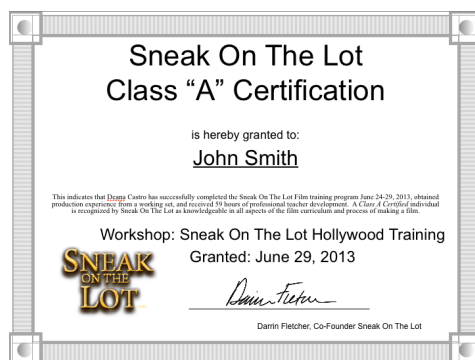 Sneak On The Lot
Class “A” Certification
is hereby granted to:
John Smith
This indicates that Deana Castro has successfully completed the Sneak On The Lot Film training program June 24-29, 2013, obtained
production experience from a working set, and received 59 hours of professional teacher development.  A Class A Certified individual
is recognized by Sneak On The Lot as knowledgeable in all aspects of the film curriculum and process of making a film.
Workshop: Sneak On The Lot Hollywood Training
Granted: June 29, 2013
SNEAK
ON THE
LOT
Darrin Fletcher
Darrin Fletcher, Co-Founder Sneak On The Lot